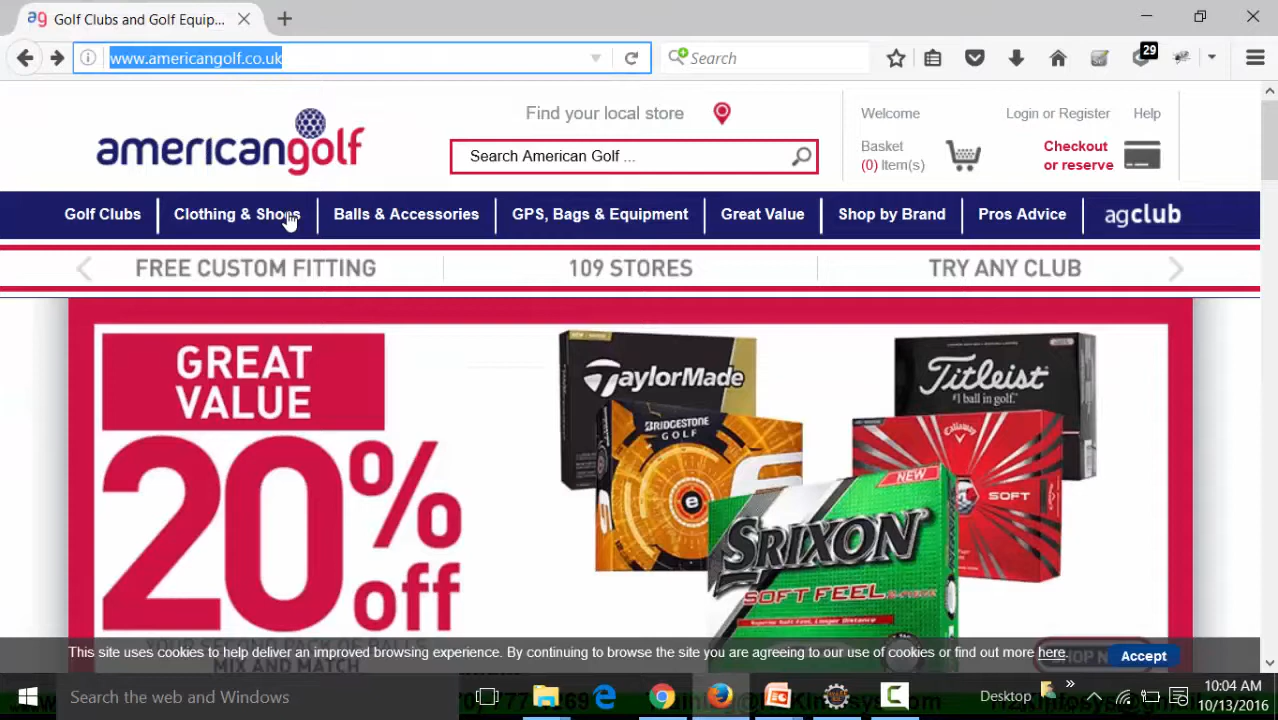 ag Golf Clubs and Golf Equip...
www.americangolf.co.uk
Search
29
americangolf
Find your local store
Search American Golf ...
Welcome
Login or Register
Help
Basket
(0) Item(s)
Checkout
or reserve
Golf Clubs
Clothing & Shoes
Balls & Accessories
GPS, Bags & Equipment
Great Value
Shop by Brand
Pros Advice
agclub
FREE CUSTOM FITTING
109 STORES
TRY ANY CLUB
GREAT
VALUE
20%
off
TaylorMade
BRIDGESTONE
GOLF
e6
Titleist
#1 ball in golf.
Callaway
SOFT
NEW
SRIXON
SOFT FEEL
MIX AND MATCH
This site uses cookies to help deliver an improved browsing experience. By continuing to browse the site you are agreeing to our use of cookies or find out more here.
Accept
Search the web and Windows
Desktop
10:04 AM
10/13/2016